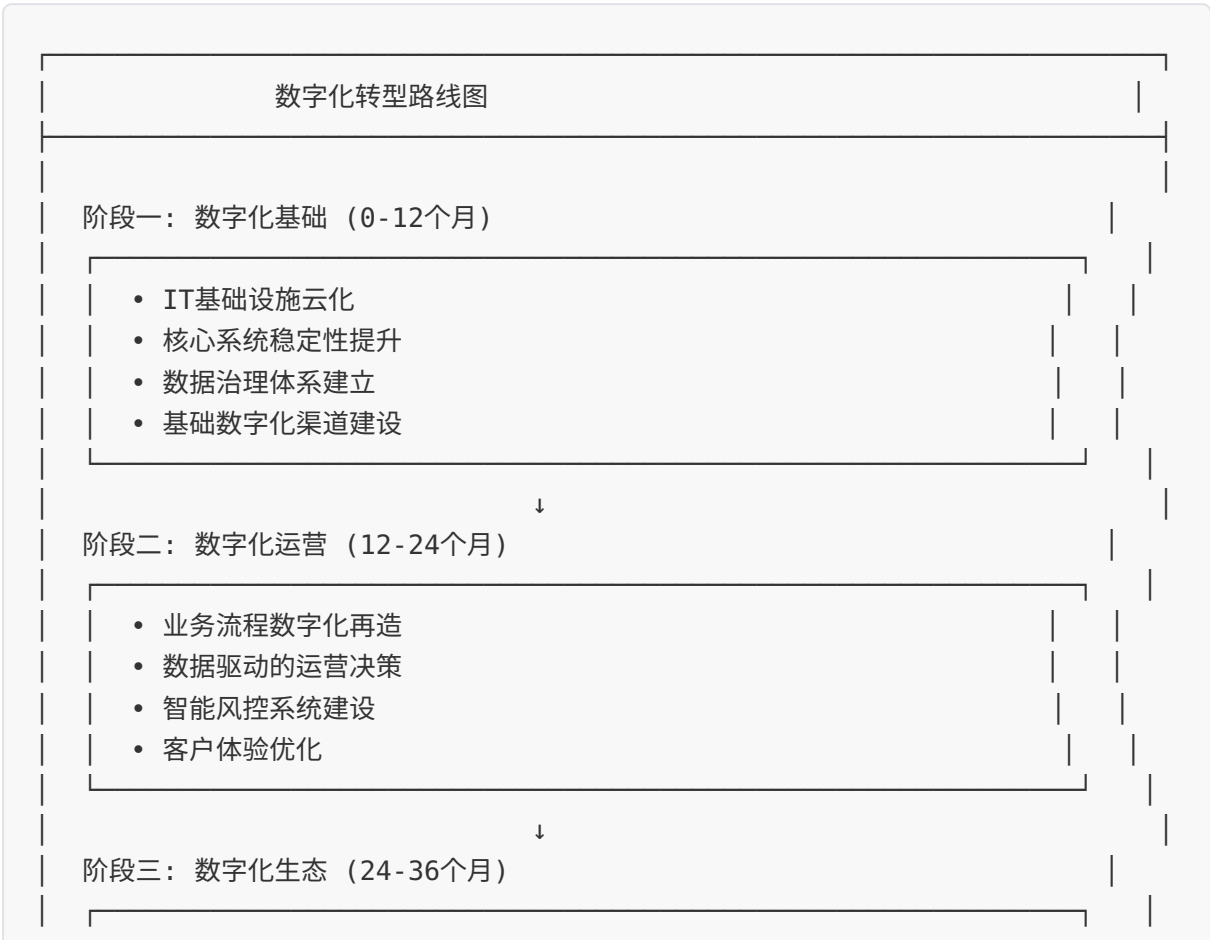 数字化转型路线图
阶段一: 数字化基础 (0-12个月)
• IT基础设施云化
• 核心系统稳定性提升
• 数据治理体系建立
• 基础数字化渠道建设
↓
阶段二: 数字化运营 (12-24个月)
• 业务流程数字化再造
• 数据驱动的运营决策
• 智能风控系统建设
• 客户体验优化
↓
阶段三: 数字化生态 (24-36个月)